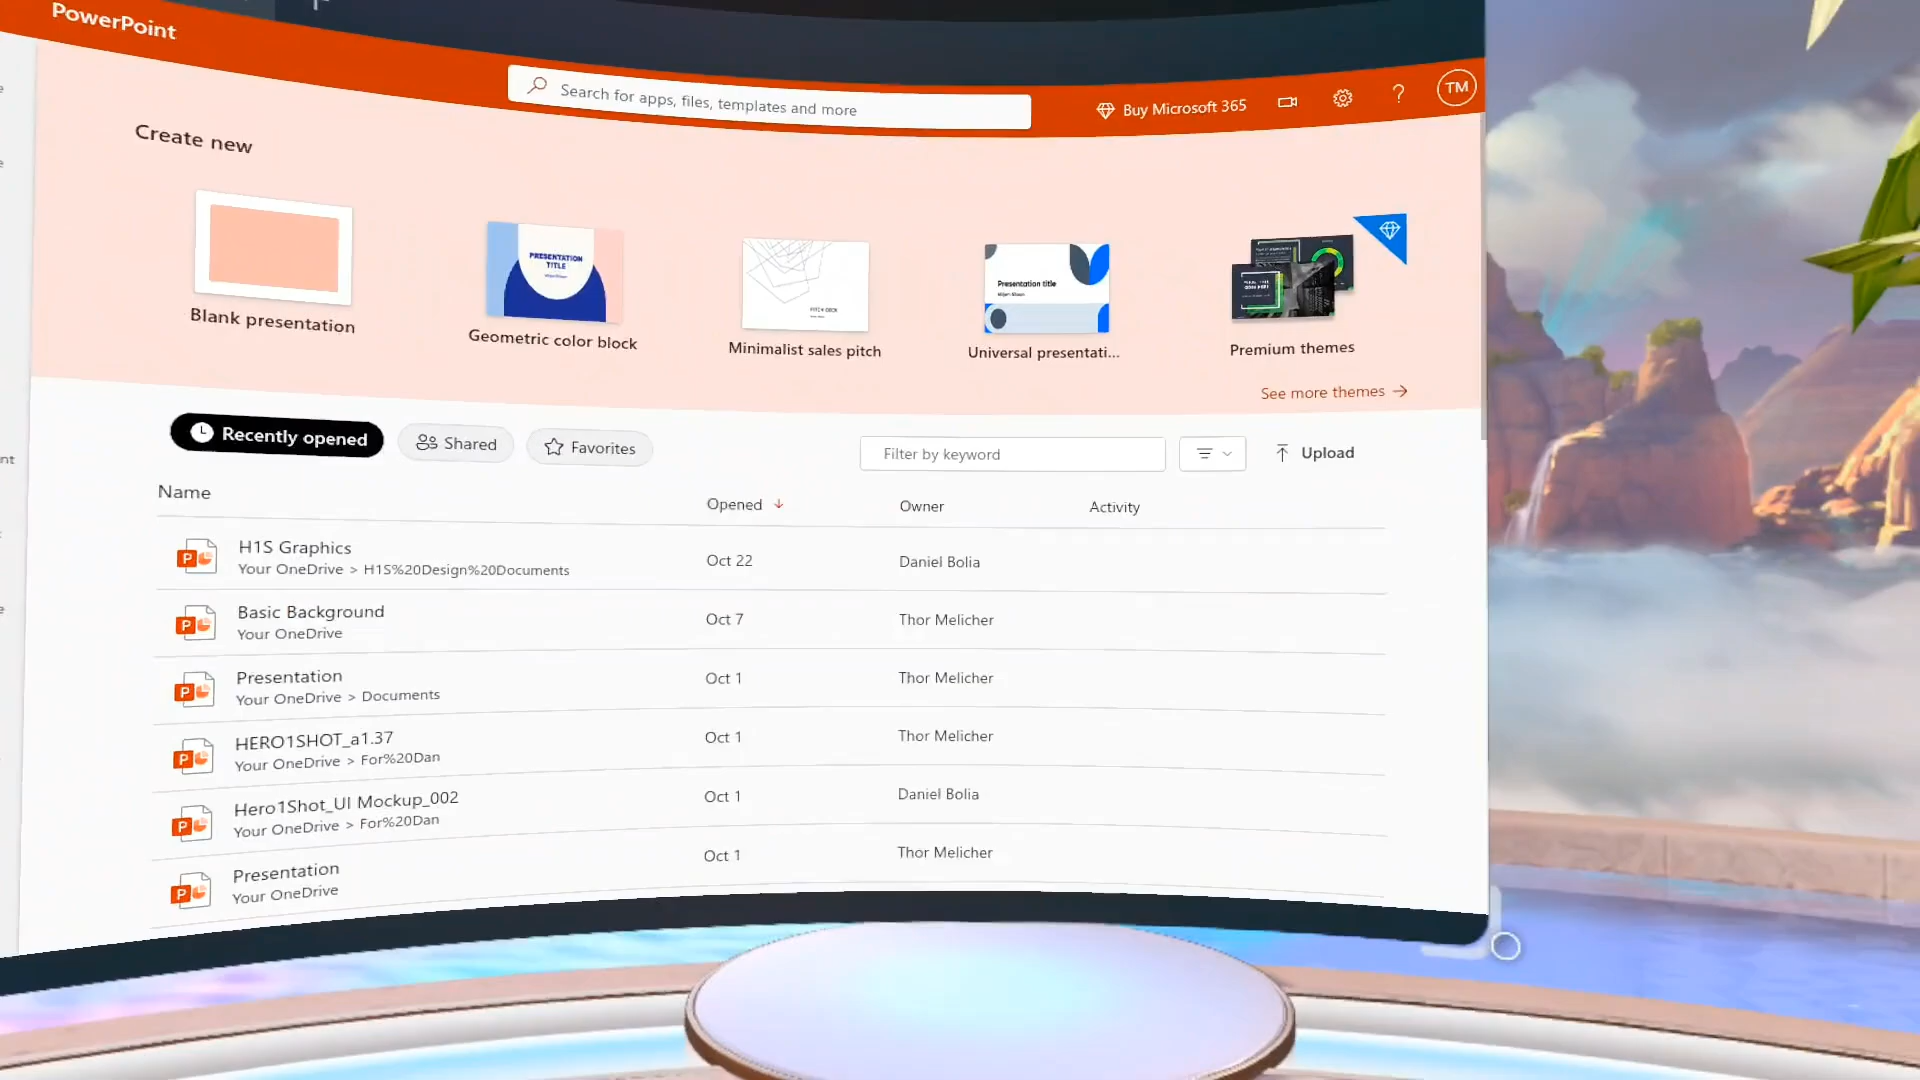 PowerPoint
Search for apps, files, templates and more
Buy Microsoft 365
?
TM
Create new
PRESENTATION
TITLE
PITCH DECK
Presentation title
Blank presentation
Geometric color block
Minimalist sales pitch
Universal presentati...
Premium themes
See more themes
Recently opened
Shared
Favorites
Filter by keyword
Upload
Name
Opened
Owner
Activity
H1S Graphics
Your OneDrive > H1S%20Design%20Documents
Oct 22
Daniel Bolia
Basic Background
Your OneDrive
Oct 7
Thor Melicher
Presentation
Your OneDrive > Documents
Oct 1
Thor Melicher
HERO1SHOT_a1.37
Your OneDrive > For%20Dan
Oct 1
Thor Melicher
Hero1Shot_UI Mockup_002
Your OneDrive > For%20Dan
Oct 1
Daniel Bolia
Presentation
Your OneDrive
Oct 1
Thor Melicher